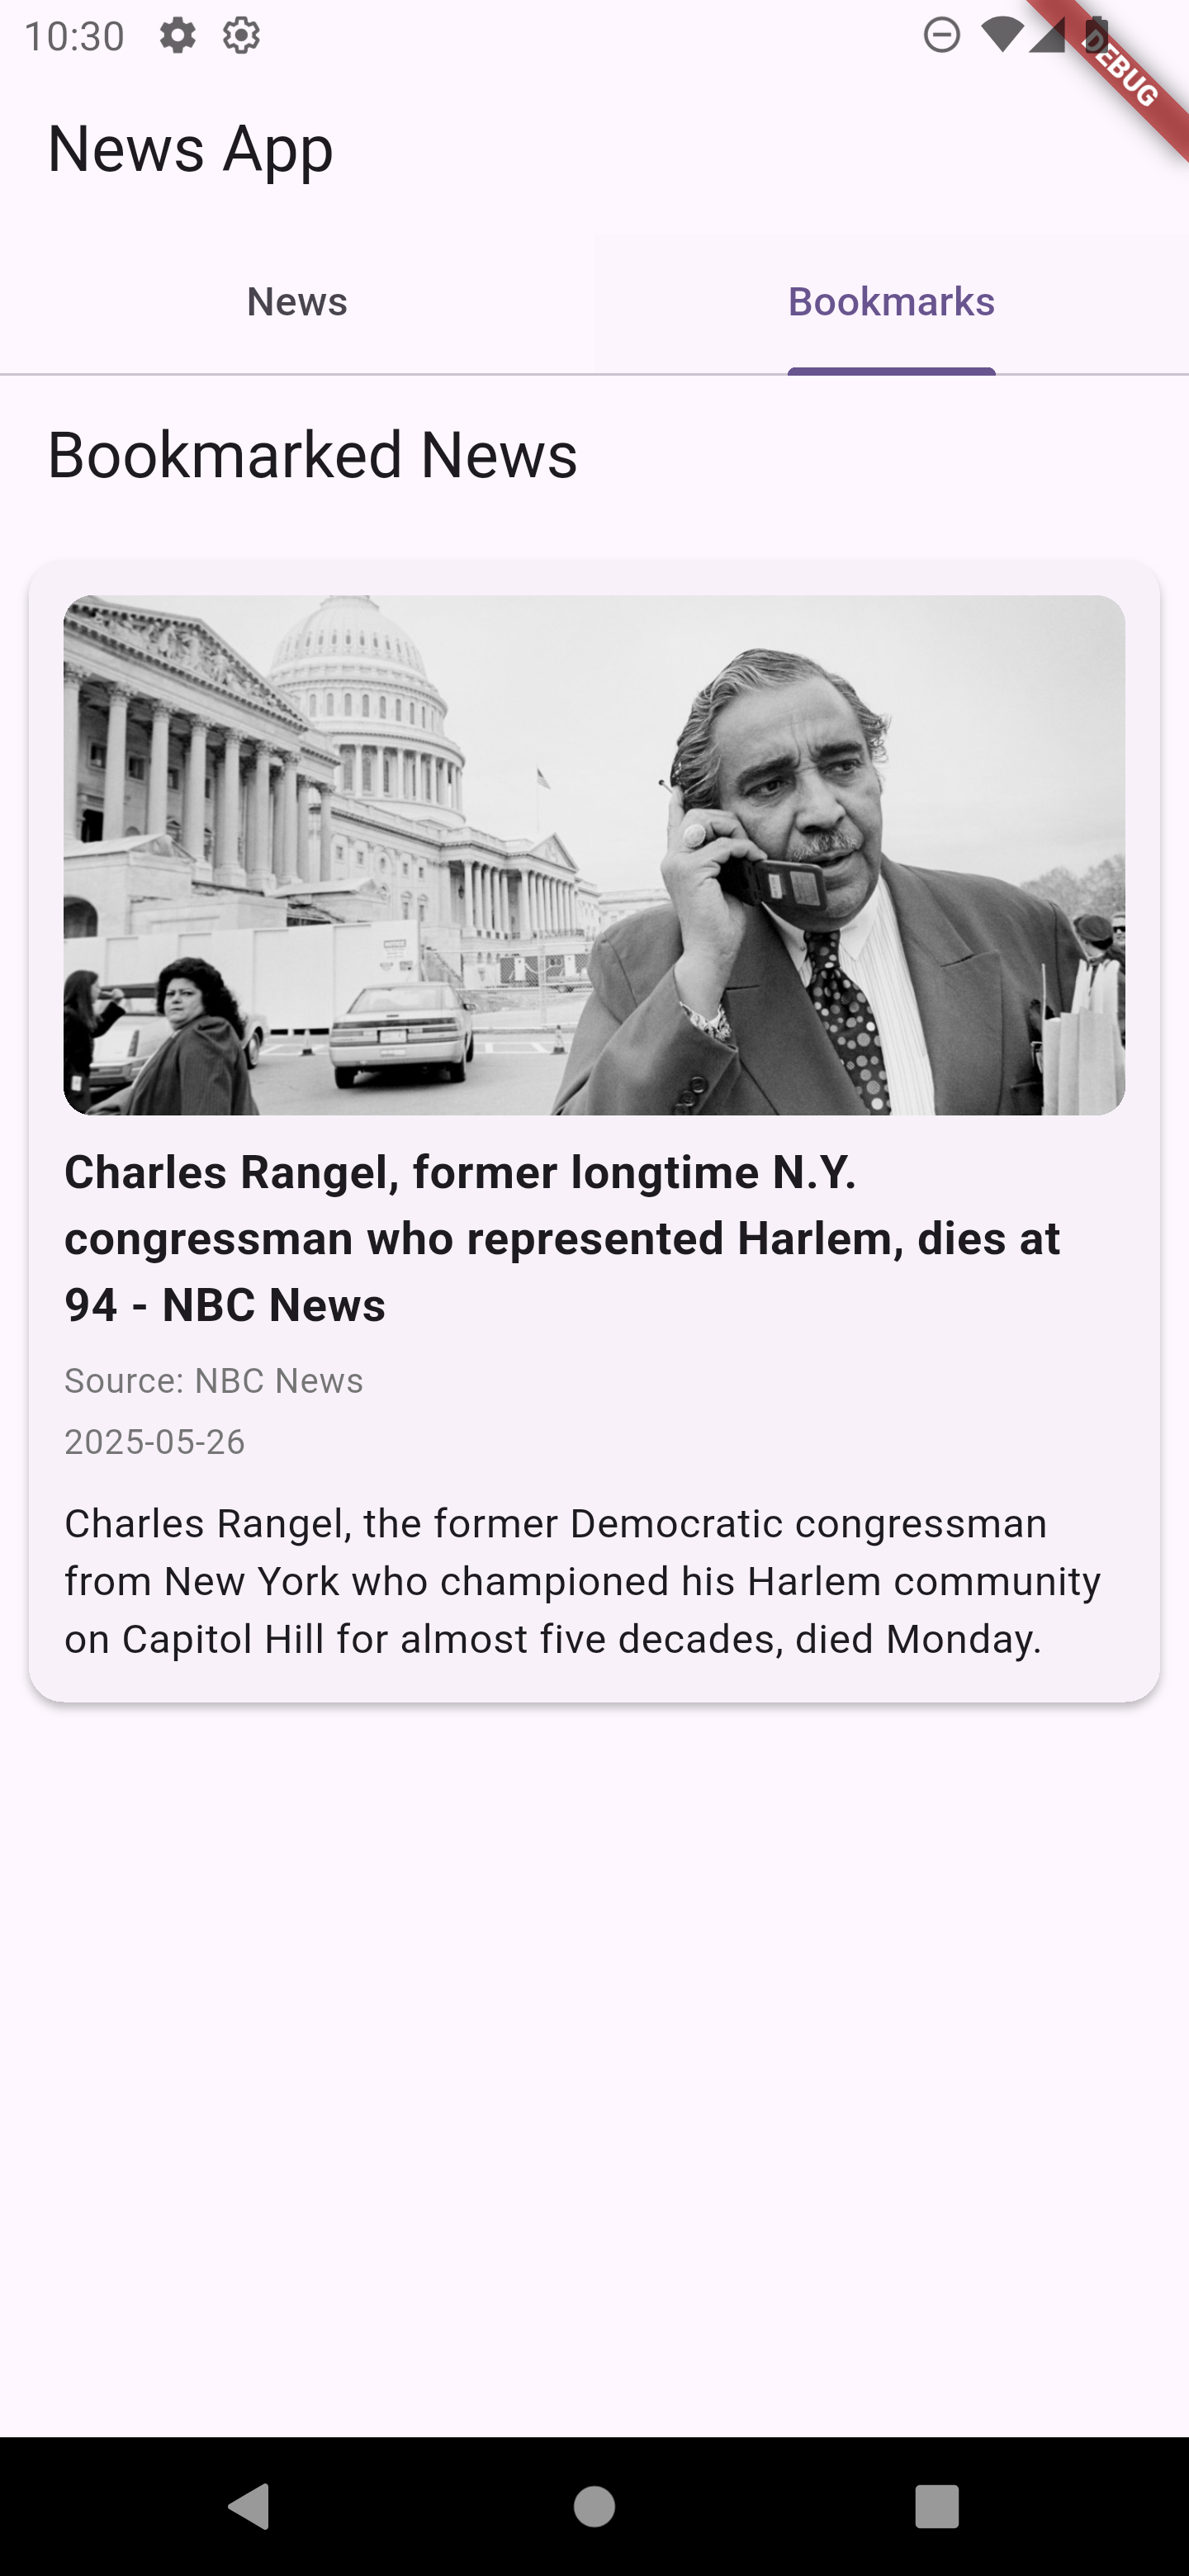 10:30
DEBUG
News App
News
Bookmarks
Bookmarked News
Charles Rangel, former longtime N.Y.
congressman who represented Harlem, dies at
94 - NBC News
Source: NBC News
2025-05-26
Charles Rangel, the former Democratic congressman
from New York who championed his Harlem community
on Capitol Hill for almost five decades, died Monday.